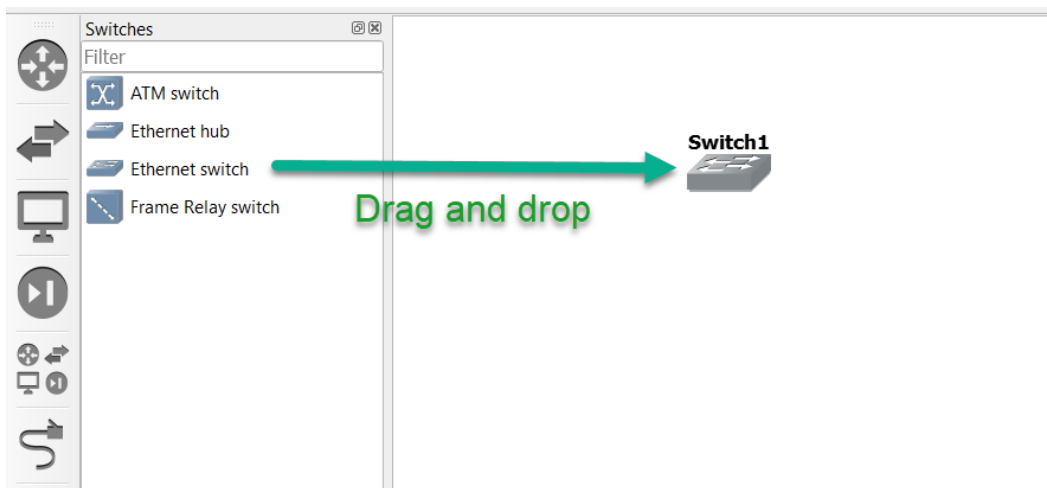 Switches
Filter
ATM switch
Ethernet hub
Ethernet switch
Frame Relay switch
Switch1
Drag and drop